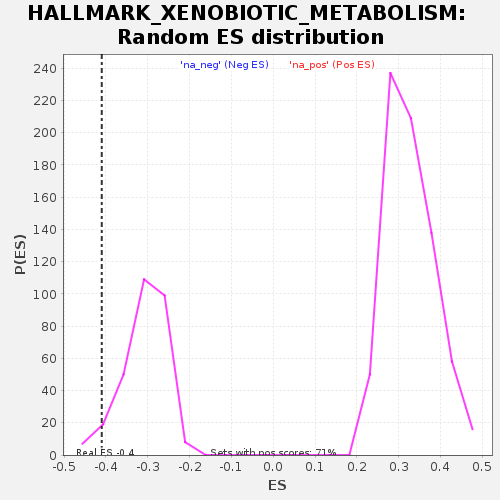 HALLMARK_XENOBIOTIC_METABOLISM:
Random ES distribution
'na_neg' (Neg ES) 'na_pos' (Pos ES)
240
220
200
180
160
140
120
100
80
60
40
20
0
P(ES)
Real ES -0.4
Sets with pos scores: 71%
-0.5 -0.4 -0.3 -0.2 -0.1 0.0 0.1 0.2 0.3 0.4 0.5
ES